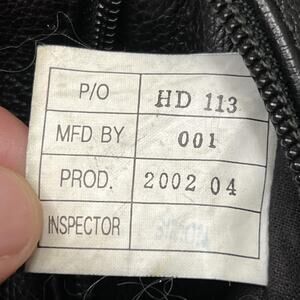 P/O HD 113
MFD BY 001
PROD. 2002 04
INSPECTOR